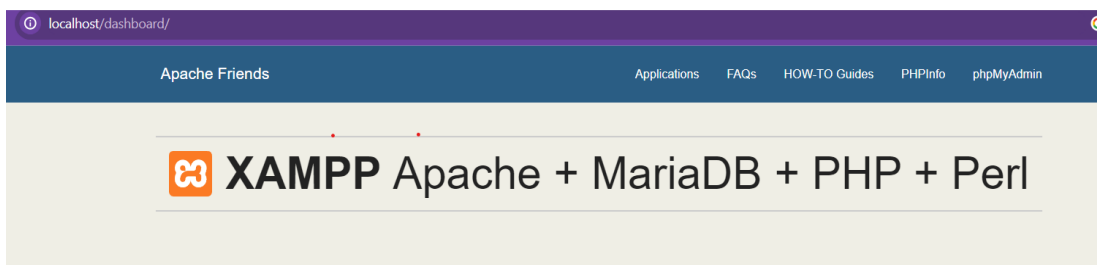 localhost/dashboard/
Apache Friends Applications FAQs HOW-TO Guides PHPInfo phpMyAdmin
XAMPP Apache + MariaDB + PHP + Perl